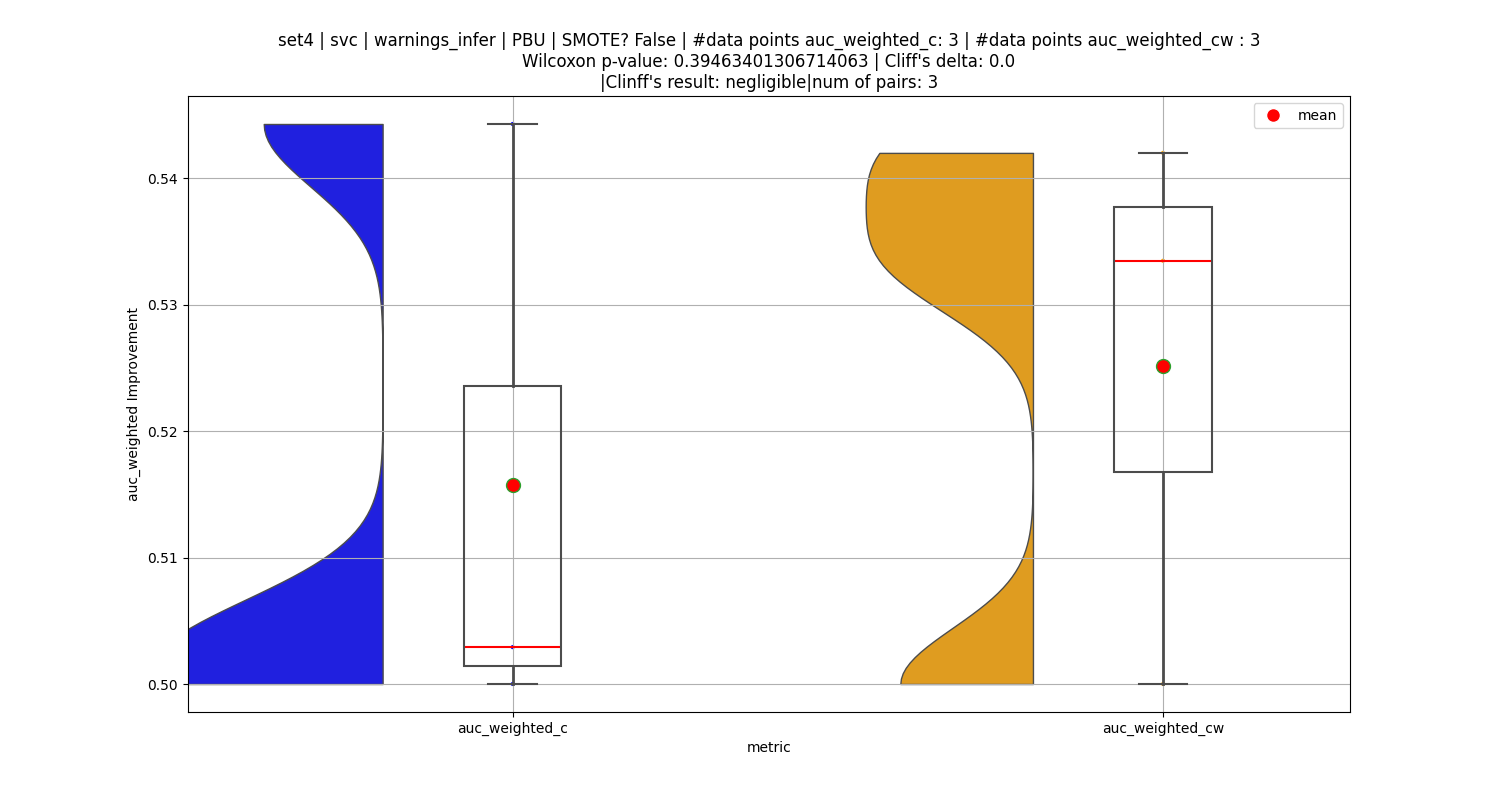 set4 | svc | warnings_infer | PBU | SMOTE? False | #data points auc_weighted_c: 3 | #data points auc_weighted_cw : 3
Wilcoxon p-value: 0.39463401306714063 | Cliff's delta: 0.0
|Clinff's result: negligible|num of pairs: 3
mean
0.54
0.53
0.52
0.51
0.50
auc_weighted Improvement
auc_weighted_c
auc_weighted_cw
metric